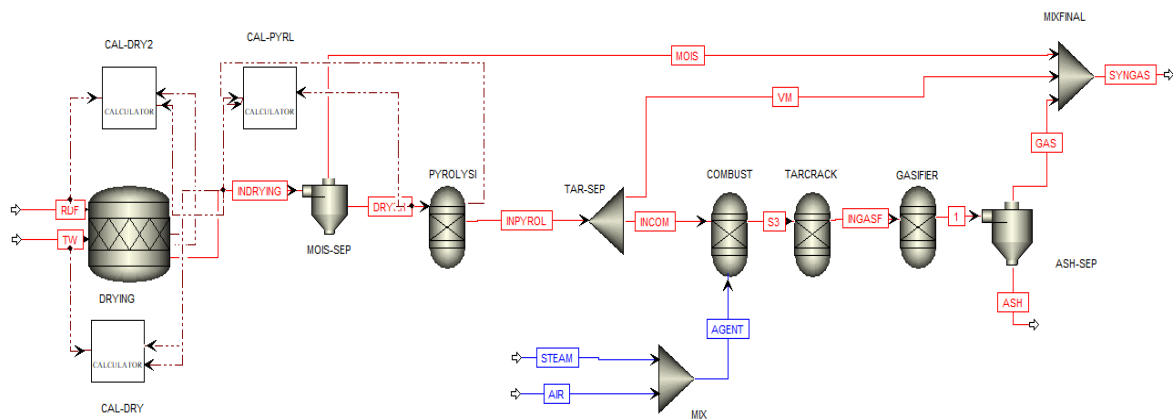 MIXFINAL
CAL-DRY2
CAL-PYRL
MOIS
SYNGAS
CALCULATOR
CALCULATOR
VM
GAS
PYROLYSI
COMBUST
TARCRACK
GASIFIER
TAR-SEP
INDRYING
RDF
DRYSR
INPYROL
INCOM
S3
INGASF
1
TW
MOIS-SEP
ASH-SEP
DRYING
ASH
AGENT
STEAM
CALCULATOR
AIR
CAL-DRY
MIX